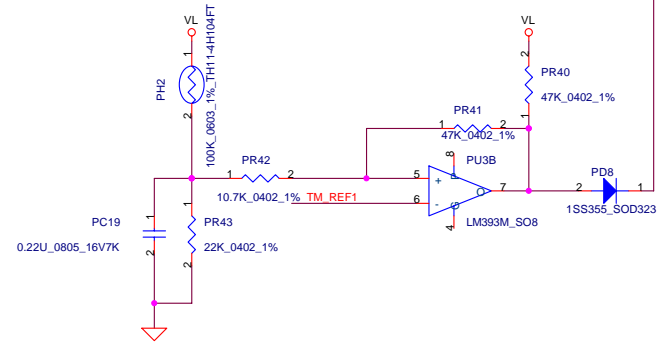 VL
1
PH2
2
100K_0603_1%_TH11-4H104FT
VL
2
PR40
47K_0402_1%
1
PR41
1
2
47K_0402_1%
PR42
1
2
10.7K_0402_1%
TM_REF1
8
PU3B
5
+
P
O
7
6
-
G
4
LM393M_SO8
PD8
2
1
1SS355_SOD323
1
PC19
2
0.22U_0805_16V7K
1
PR43
22K_0402_1%
2